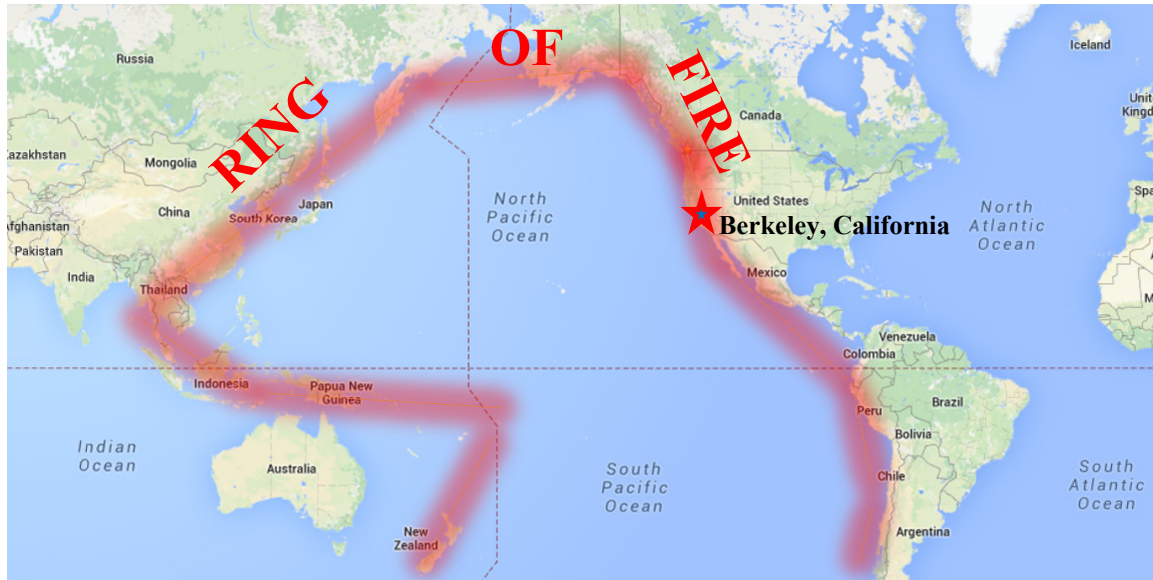 RING
OF
FIRE
Iceland
Russia
Canada
Kazakhstan
Mongolia
North
Pacific
Ocean
United States
Japan
South Korea
China
Afghanistan
Pakistan
Berkeley, California
North
Atlantic
Ocean
India
Mexico
Thailand
Venezuela
Colombia
Indonesia
Papua New
Guinea
Peru
Brazil
Bolivia
Indian
Ocean
Australia
South
Pacific
Ocean
Chile
South
Atlantic
Ocean
New
Zealand
Argentina